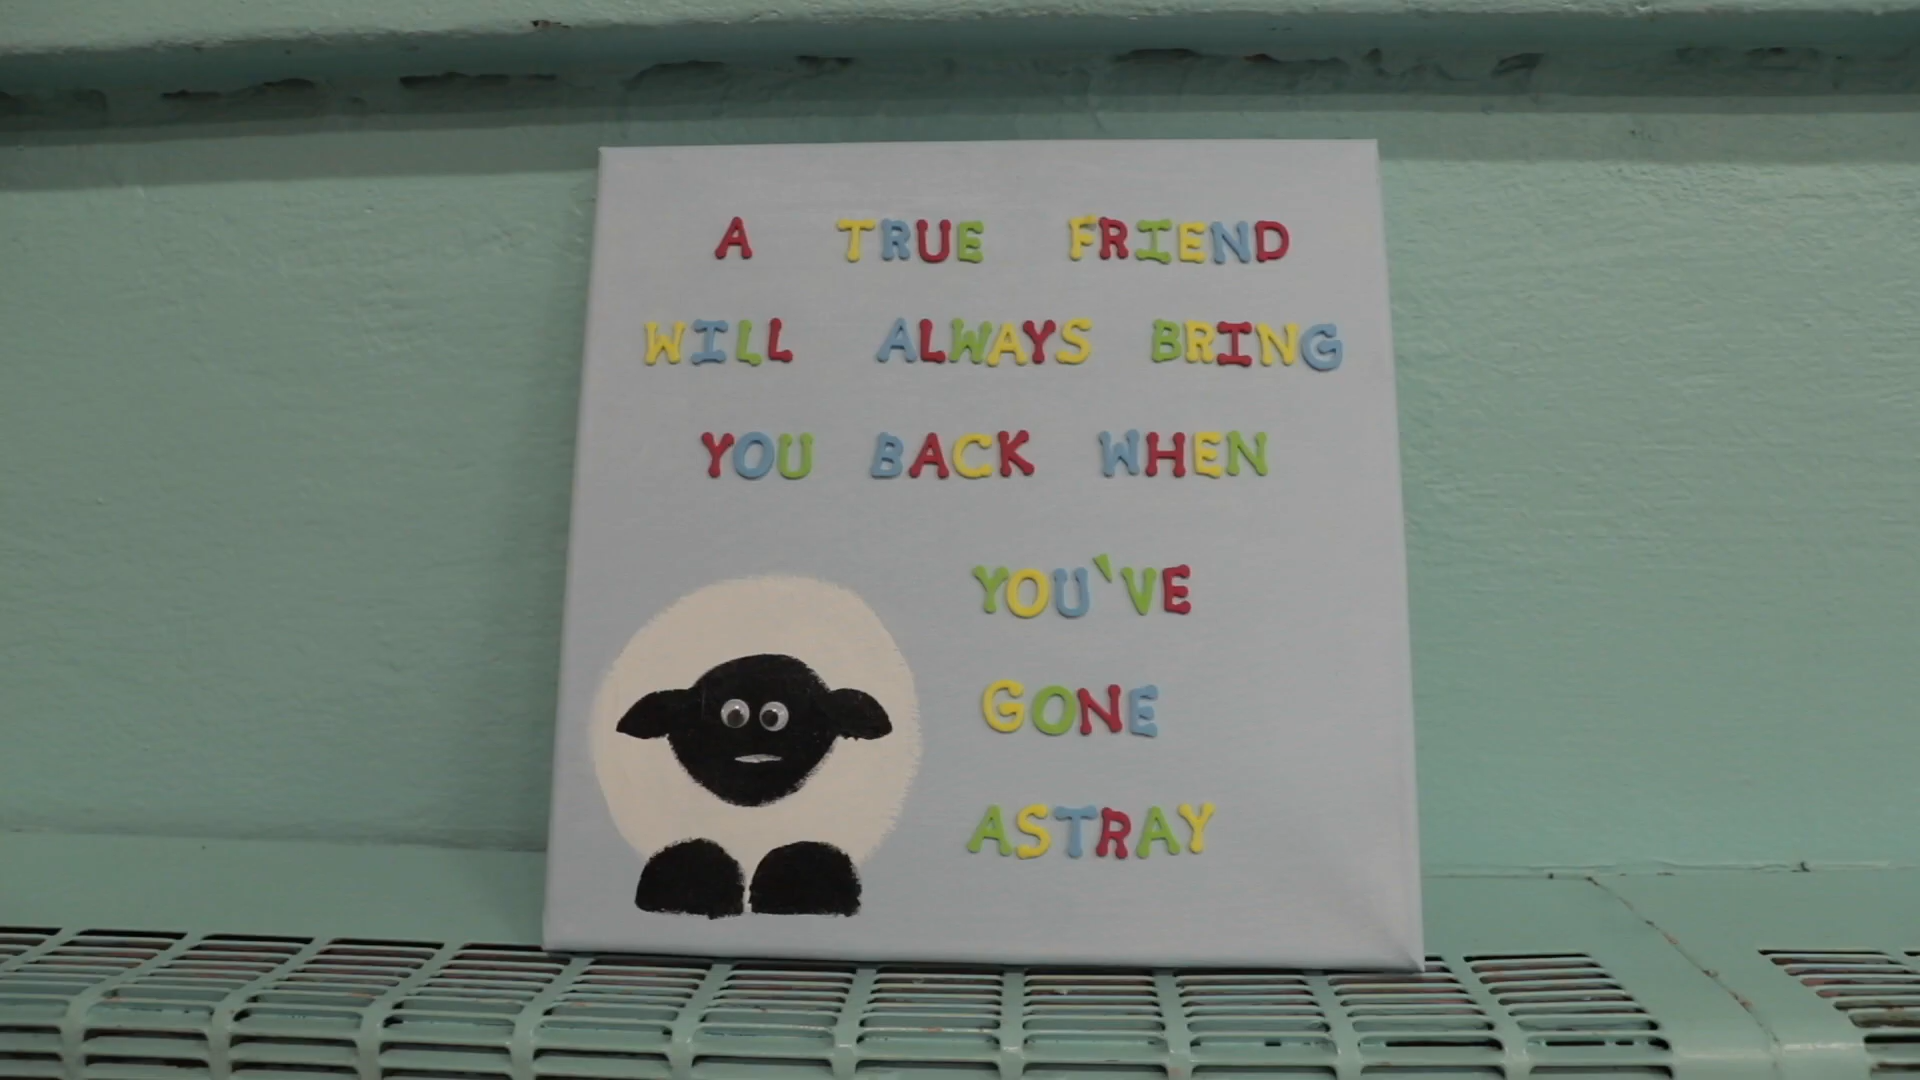 A TRUE FRIEND
WILL ALWAYS BRING
YOU BACK WHEN
YOU'VE
GONE
ASTRAY